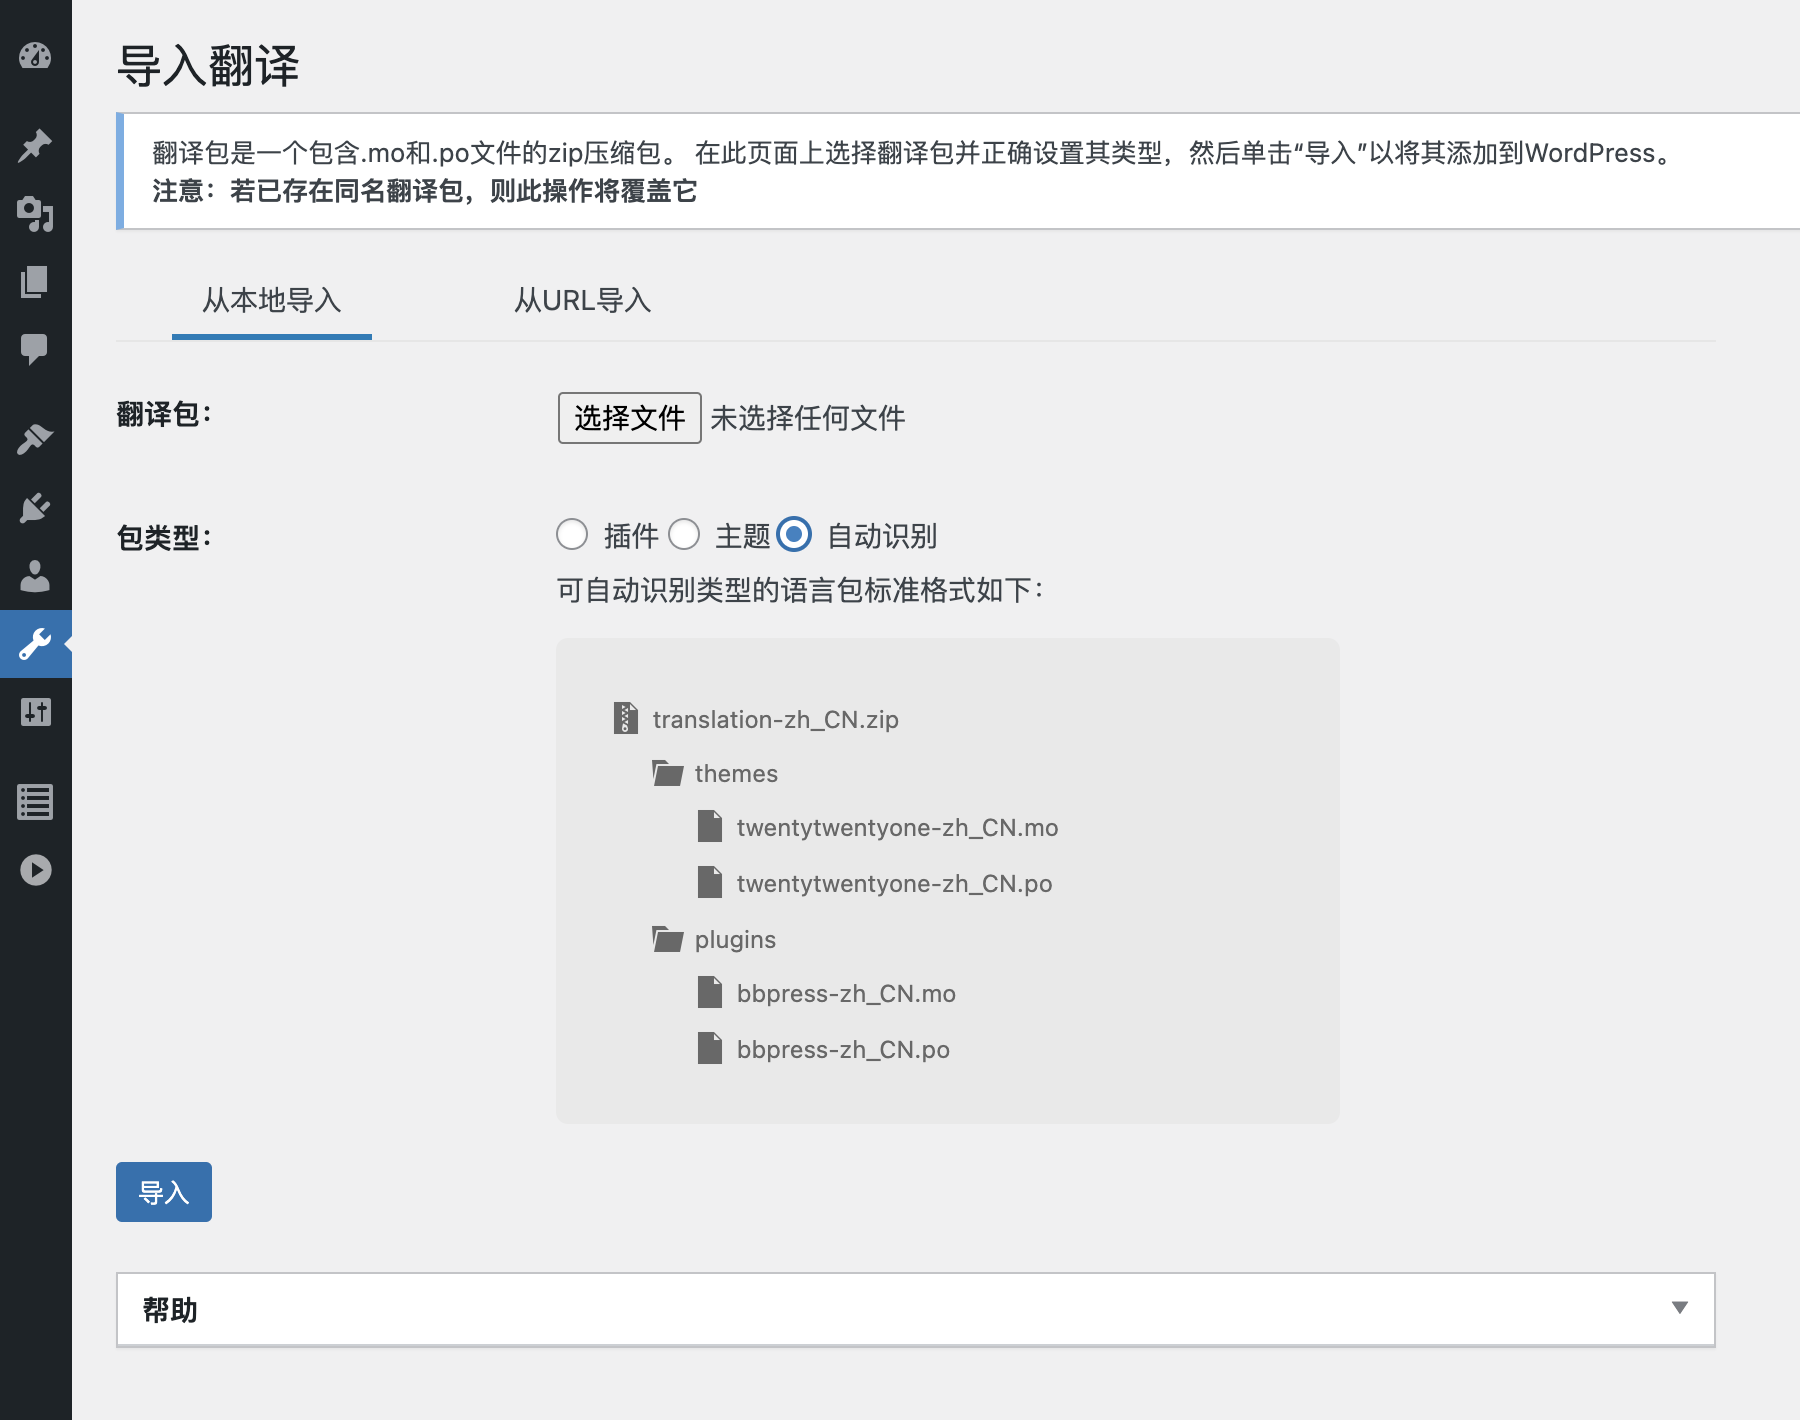 导入翻译
翻译包是一个包含.mo和.po文件的zip压缩包。 在此页面上选择翻译包并正确设置其类型，然后单击“导入”以将其添加到WordPress。
注意：若已存在同名翻译包，则此操作将覆盖它
从本地导入 从URL导入
翻译包： 选择文件 未选择任何文件
包类型： 插件 主题 自动识别
可自动识别类型的语言包标准格式如下：
translation-zh_CN.zip
themes
twentytwentyone-zh_CN.mo
twentytwentyone-zh_CN.po
plugins
bbpress-zh_CN.mo
bbpress-zh_CN.po
导入
帮助